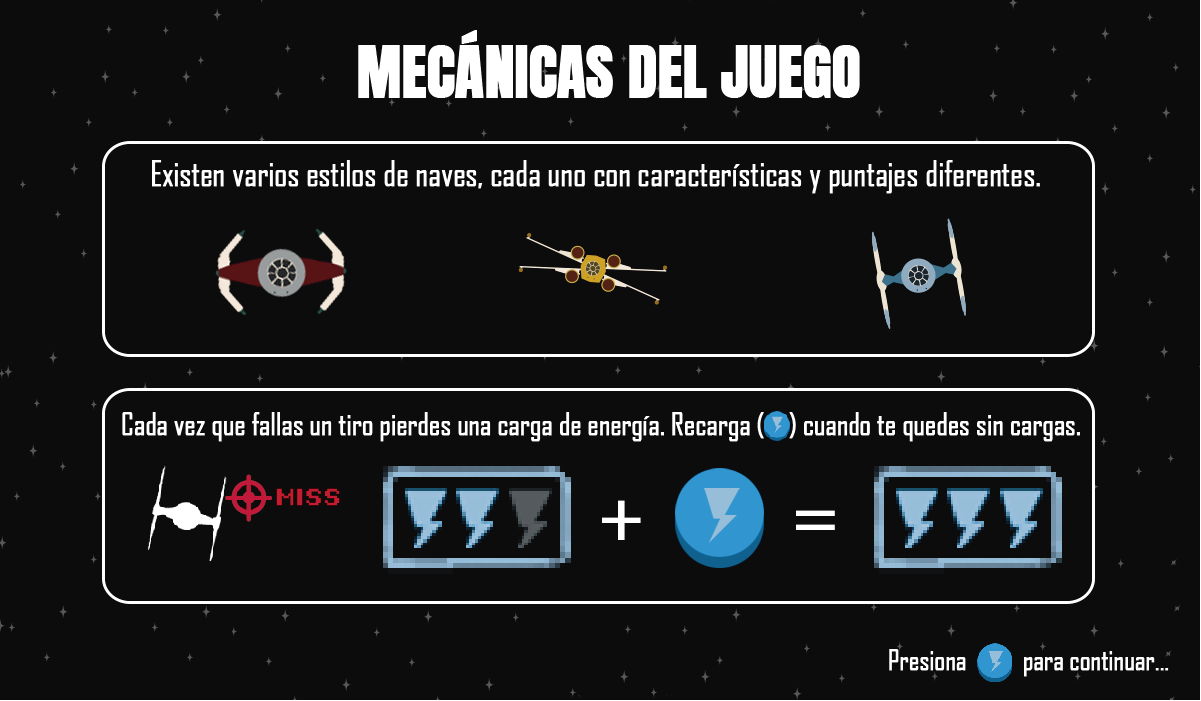 MECÁNICAS DEL JUEGO
Existen varios estilos de naves, cada uno con características y puntajes diferentes.
Cada vez que fallas un tiro pierdes una carga de energía. Recarga () cuando te quedes sin cargas.
MISS
+ =
Presiona para continuar...